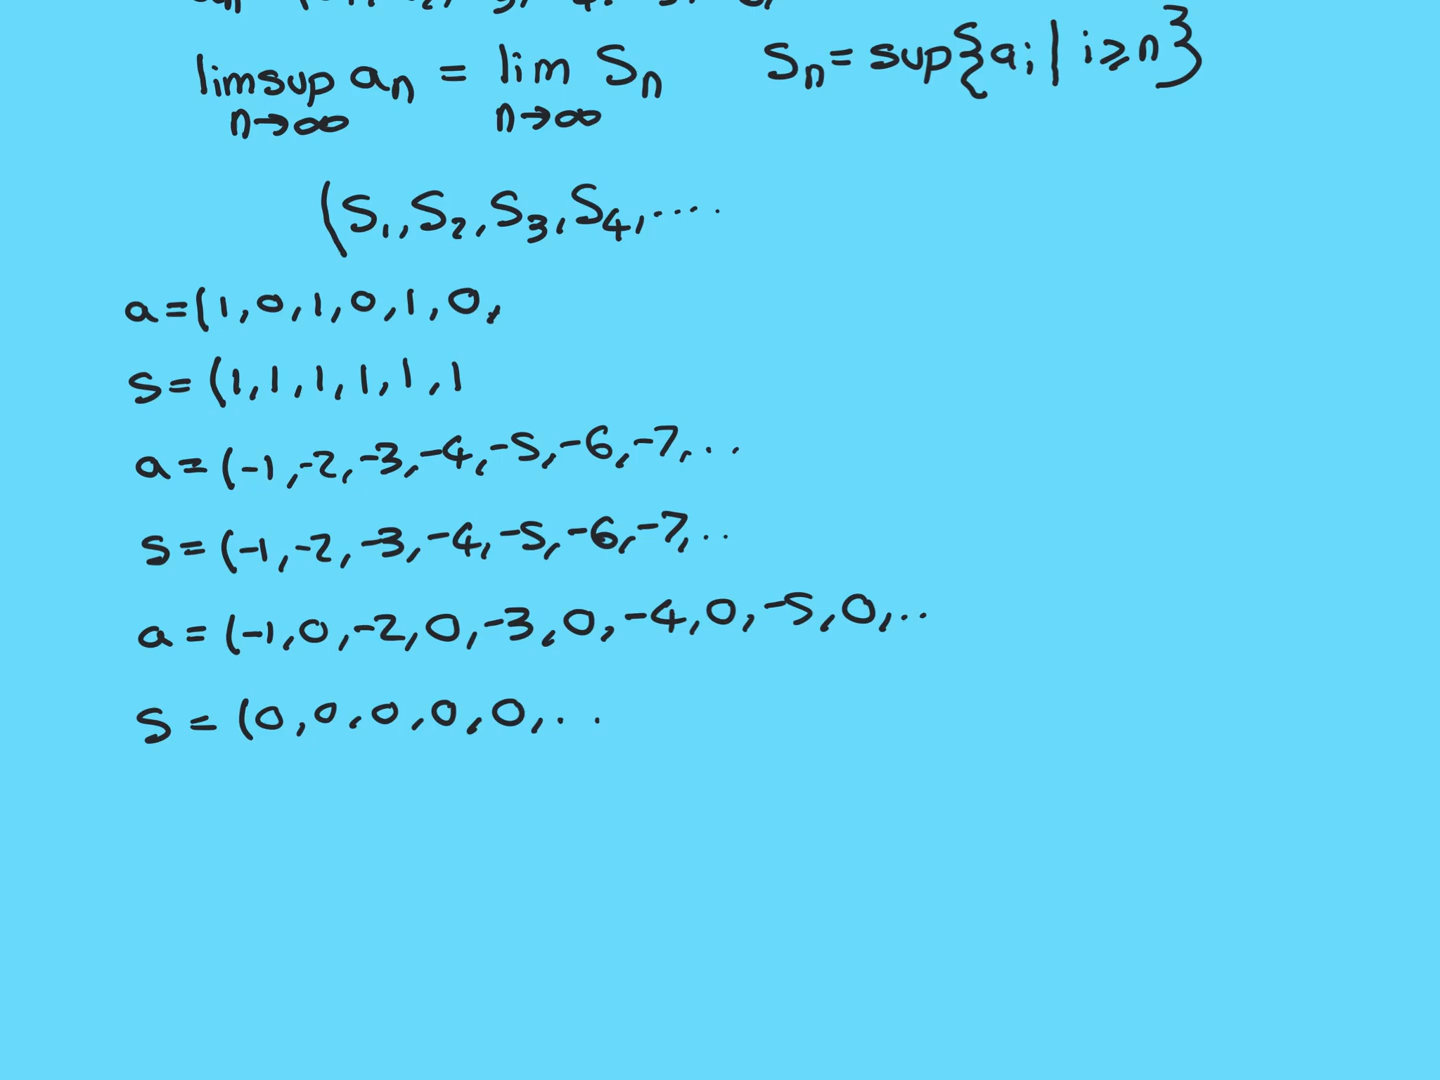 limsup aₙ = lim Sₙ    Sₙ = sup{aᵢ | i ≥ n}
n→∞    n→∞
(S₁, S₂, S₃, S₄, ....
a = (1, 0, 1, 0, 1, 0,
s = (1, 1, 1, 1, 1, 1
a = (-1, -2, -3, -4, -5, -6, -7, ..
s = (-1, -2, -3, -4, -5, -6, -7, ..
a = (-1, 0, -2, 0, -3, 0, -4, 0, -5, 0, ..
s = (0, 0, 0, 0, 0, ..